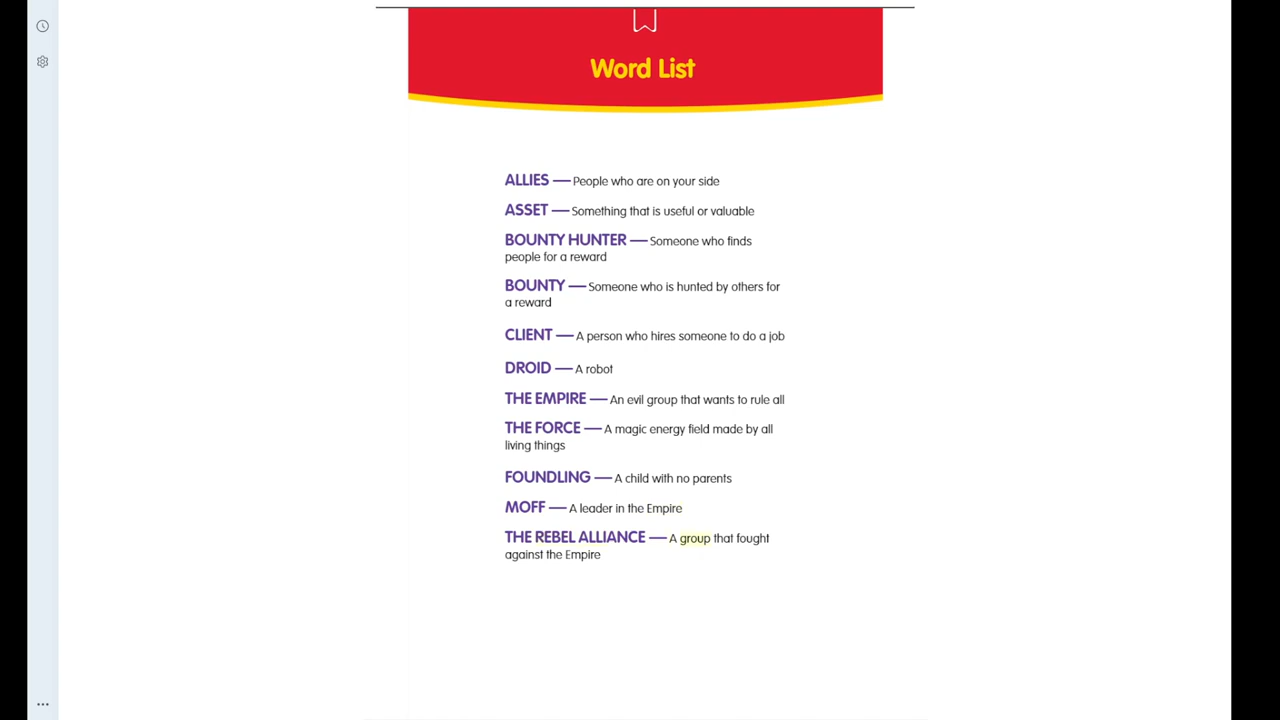 Word List
ALLIES — People who are on your side
ASSET — Something that is useful or valuable
BOUNTY HUNTER — Someone who finds
people for a reward
BOUNTY — Someone who is hunted by others for
a reward
CLIENT — A person who hires someone to do a job
DROID — A robot
THE EMPIRE — An evil group that wants to rule all
THE FORCE — A magic energy field made by all
living things
FOUNDLING — A child with no parents
MOFF — A leader in the Empire
THE REBEL ALLIANCE — A group that fought
against the Empire